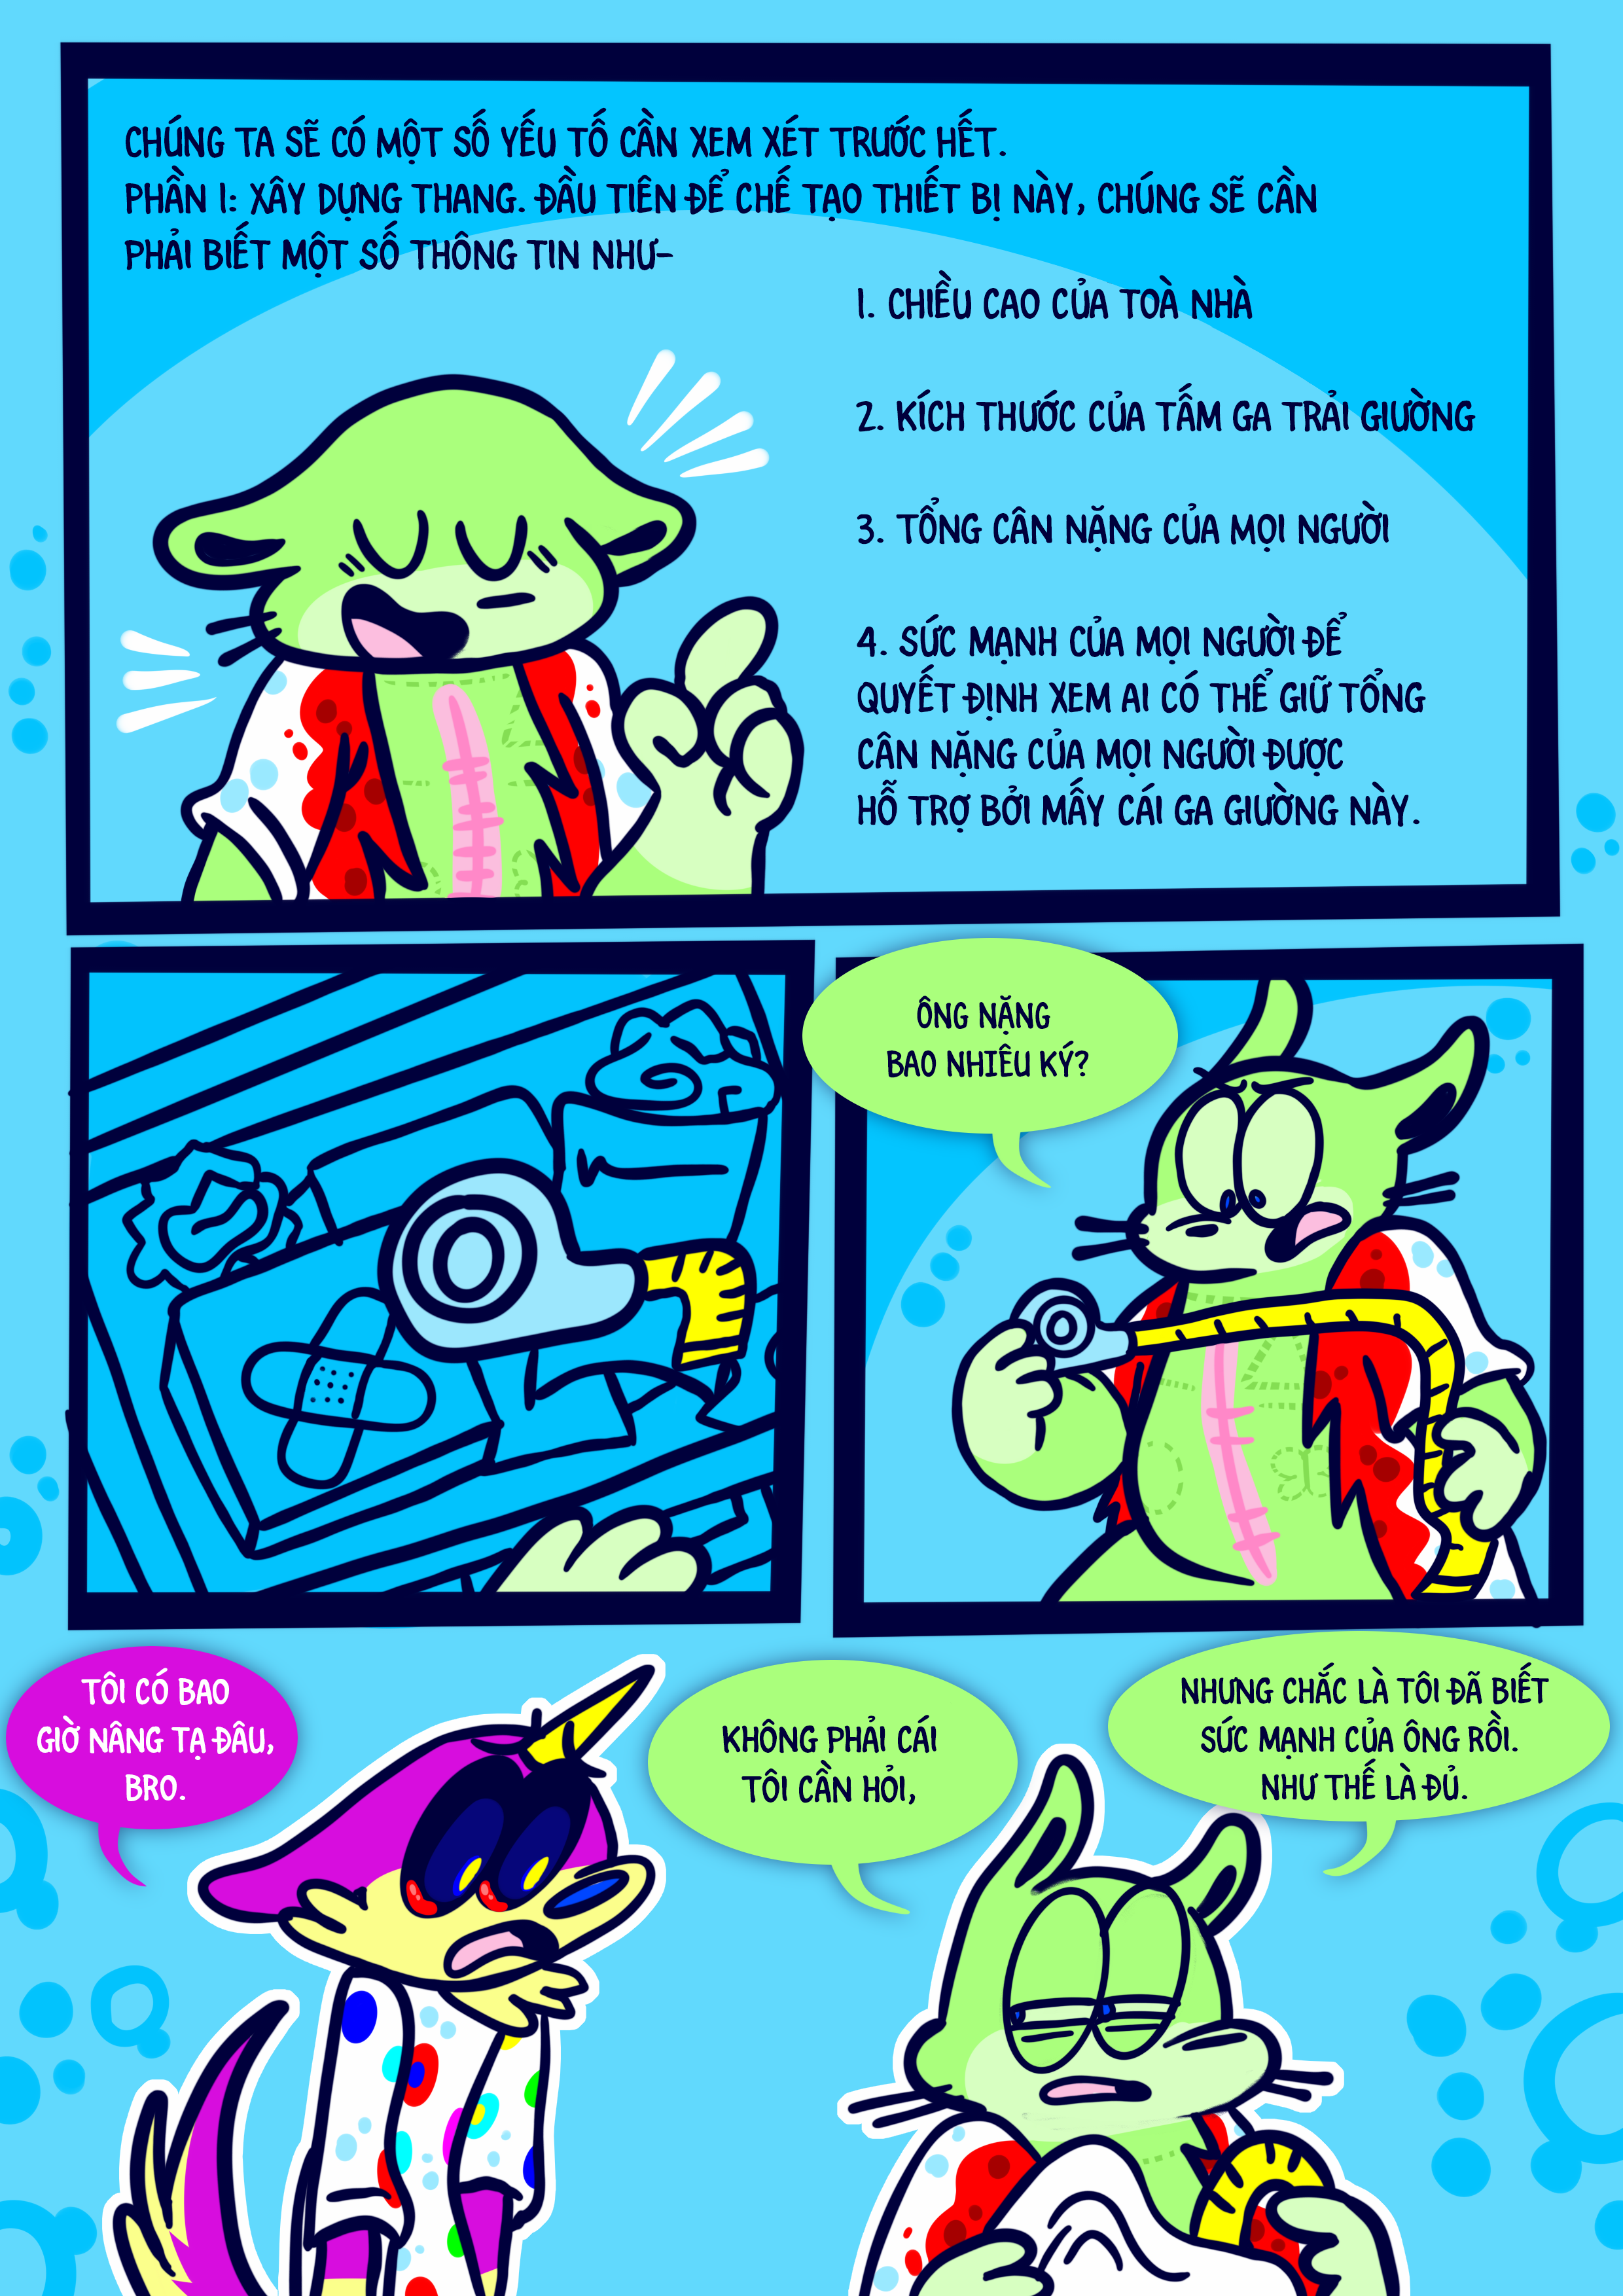 CHÚNG TA SẼ CÓ MỘT SỐ YẾU TỐ CẦN XEM XÉT TRƯỚC HẾT.
PHẦN 1: XÂY DỰNG THANG. ĐẦU TIÊN ĐỂ CHẾ TẠO THIẾT BỊ NÀY, CHÚNG SẼ CẦN
PHẢI BIẾT MỘT SỐ THÔNG TIN NHƯ-
1. CHIỀU CAO CỦA TOÀ NHÀ
2. KÍCH THƯỚC CỦA TẤM GA TRẢI GIƯỜNG
3. TỔNG CÂN NẶNG CỦA MỌI NGƯỜI
4. SỨC MẠNH CỦA MỌI NGƯỜI ĐỂ
QUYẾT ĐỊNH XEM AI CÓ THỂ GIỮ TỔNG
CÂN NẶNG CỦA MỌI NGƯỜI ĐƯỢC
HỖ TRỢ BỞI MẤY CÁI GA GIƯỜNG NÀY.
ÔNG NẶNG
BAO NHIÊU KÝ?
TÔI CÓ BAO
GIỜ NÂNG TẠ ĐÂU,
BRO.
KHÔNG PHẢI CÁI
TÔI CẦN HỎI,
NHƯNG CHẮC LÀ TÔI ĐÃ BIẾT
SỨC MẠNH CỦA ÔNG RỒI.
NHƯ THẾ LÀ ĐỦ.